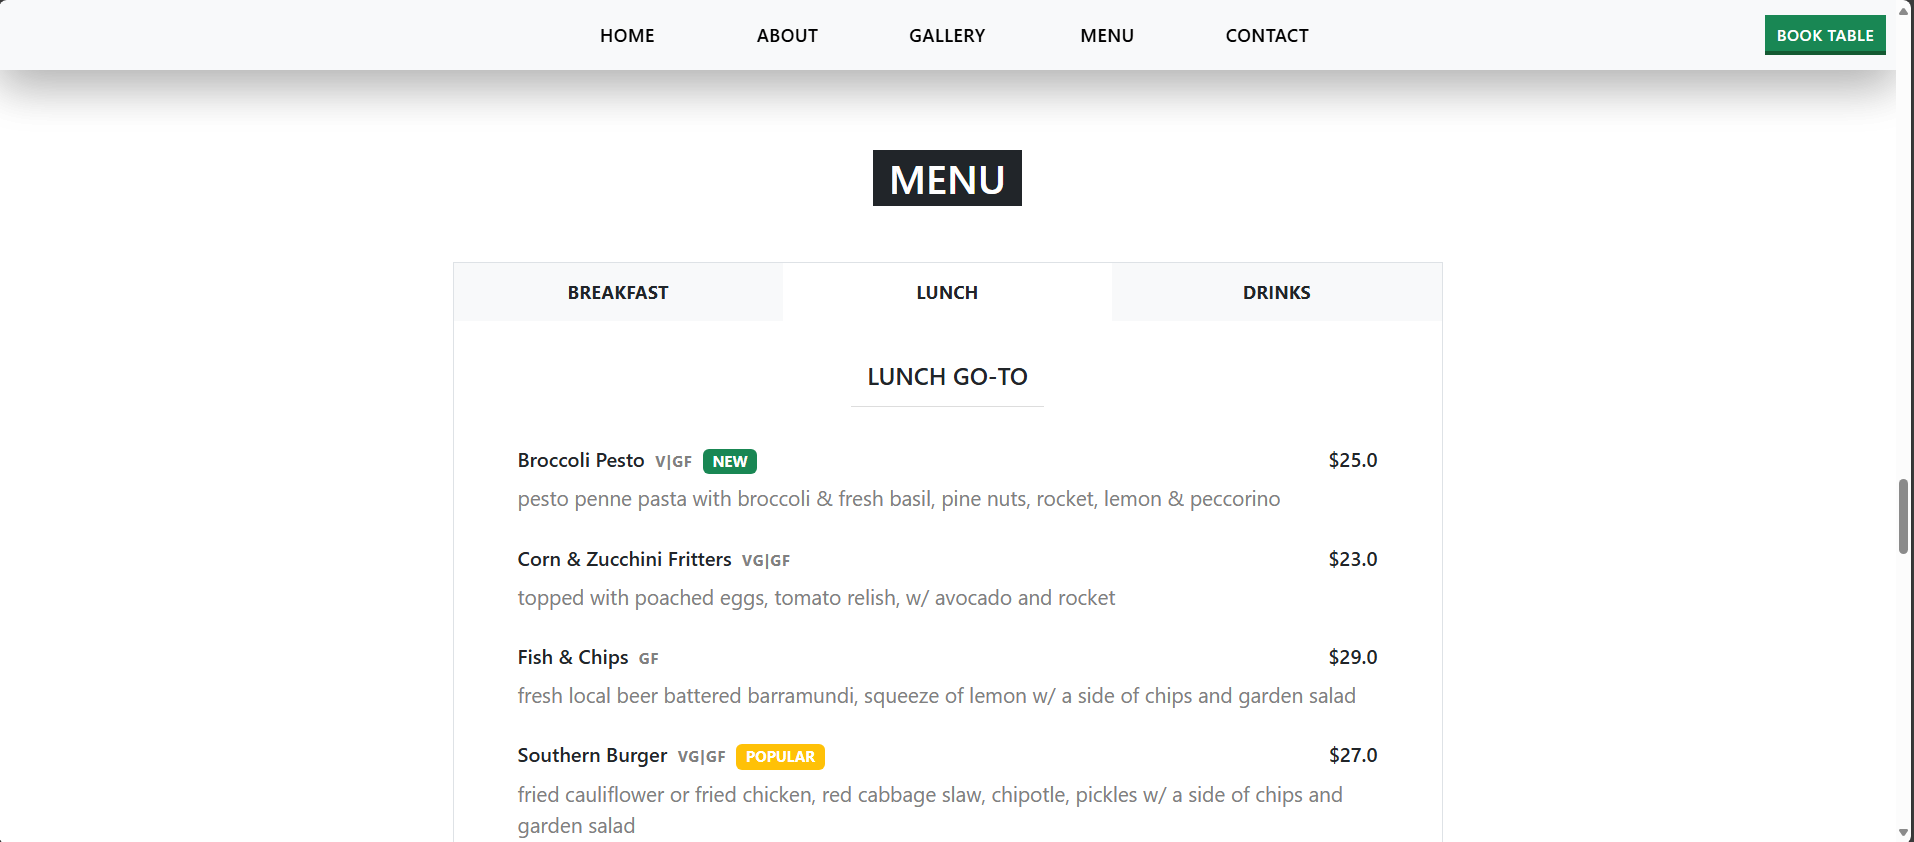 HOME ABOUT GALLERY MENU CONTACT BOOK TABLE
MENU
BREAKFAST LUNCH DRINKS
LUNCH GO-TO
Broccoli Pesto V|GF NEW $25.0
pesto penne pasta with broccoli & fresh basil, pine nuts, rocket, lemon & peccorino
Corn & Zucchini Fritters VG|GF $23.0
topped with poached eggs, tomato relish, w/ avocado and rocket
Fish & Chips GF $29.0
fresh local beer battered barramundi, squeeze of lemon w/ a side of chips and garden salad
Southern Burger VG|GF POPULAR $27.0
fried cauliflower or fried chicken, red cabbage slaw, chipotle, pickles w/ a side of chips and
garden salad